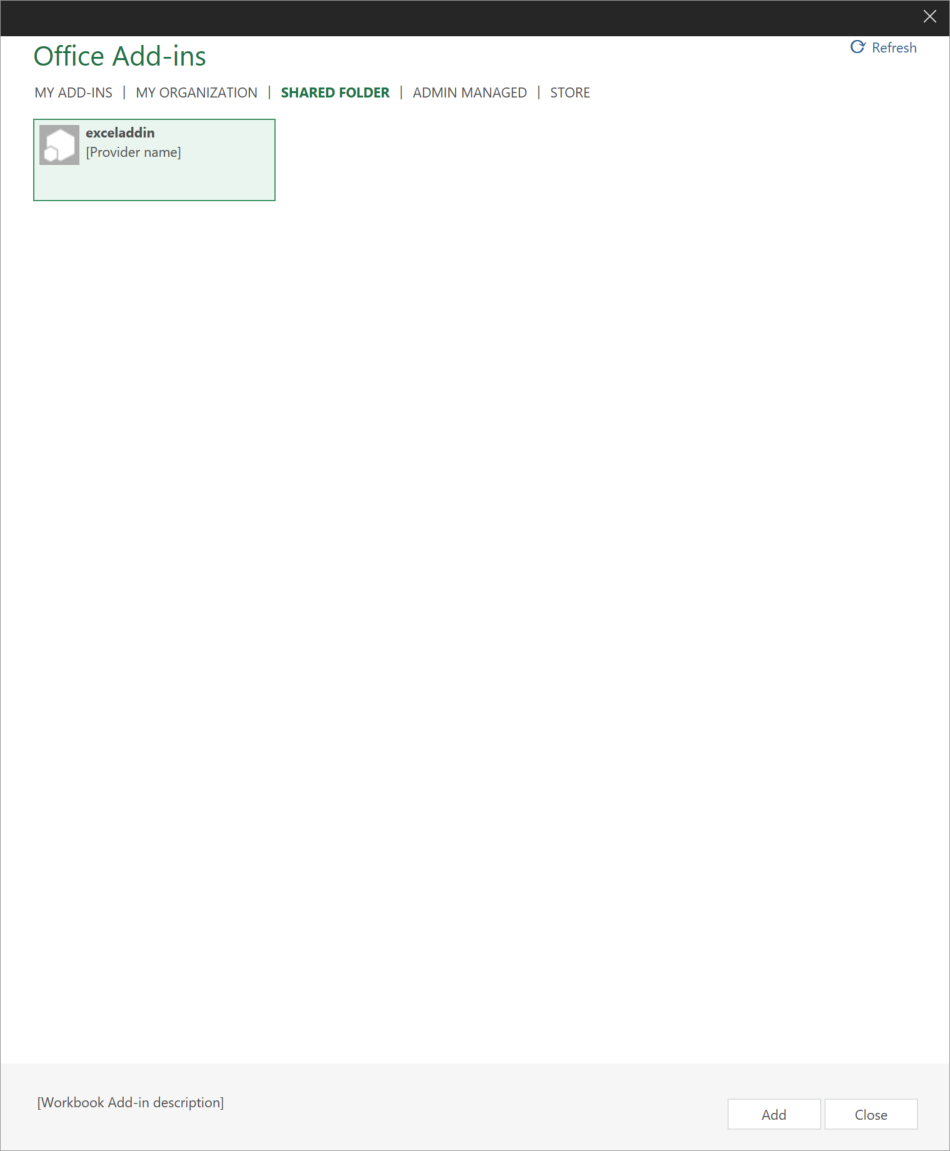 Office Add-ins
Refresh
MY ADD-INS | MY ORGANIZATION | SHARED FOLDER | ADMIN MANAGED | STORE
exceladdin
[Provider name]
[Workbook Add-in description]
Add Close